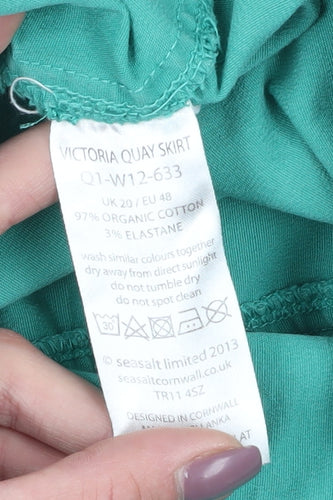 VICTORIA QUAY SKIRT
Q1-W12-633
UK 20 / EU 48
97% ORGANIC COTTON
3% ELASTANE
wash similar colours together
dry away from direct sunlight
do not tumble dry
do not spot clean
30
© seasalt limited 2013
seasaltcornwall.co.uk
TR11 4SZ
DESIGNED IN CORNWALL
LANKA
AT